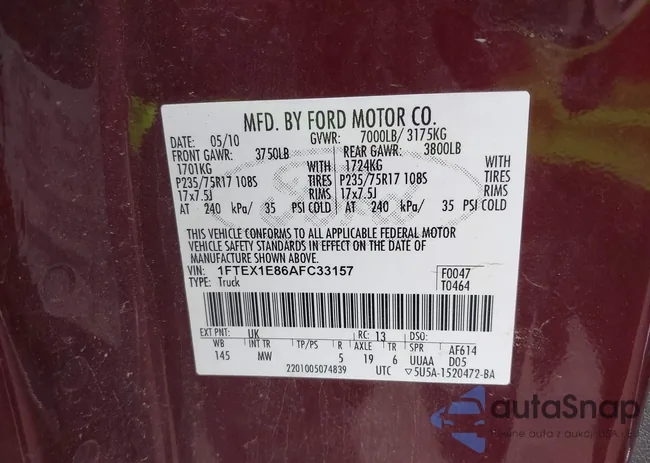 MFD. BY FORD MOTOR CO.
DATE: 05/10 GVWR: 7000LB/ 3175KG
FRONT GAWR: 3750LB REAR GAWR: 3800LB
1701KG WITH 1724KG WITH
P235/75R17 108S TIRES P235/75R17 108S TIRES
17x7.5J RIMS 17x7.5J RIMS
AT 240 kPa/ 35 PSI COLD AT 240 kPa/ 35 PSI COLD
THIS VEHICLE CONFORMS TO ALL APPLICABLE FEDERAL MOTOR
VEHICLE SAFETY STANDARDS IN EFFECT ON THE DATE OF
MANUFACTURE SHOWN ABOVE.
VIN: 1FTEX1E86AFC33157 F0047
TYPE: Truck T0464
EXT PNT: UK RC: 13 DSO:
WB INT TR TP/PS R AXLE TR SPR AF614
145 MW 5 19 6 UUAA D05
2201005074839 UTC ▽5U5A-1520472-BA
autaSnap
Pewne auta z aukcji USA i EU